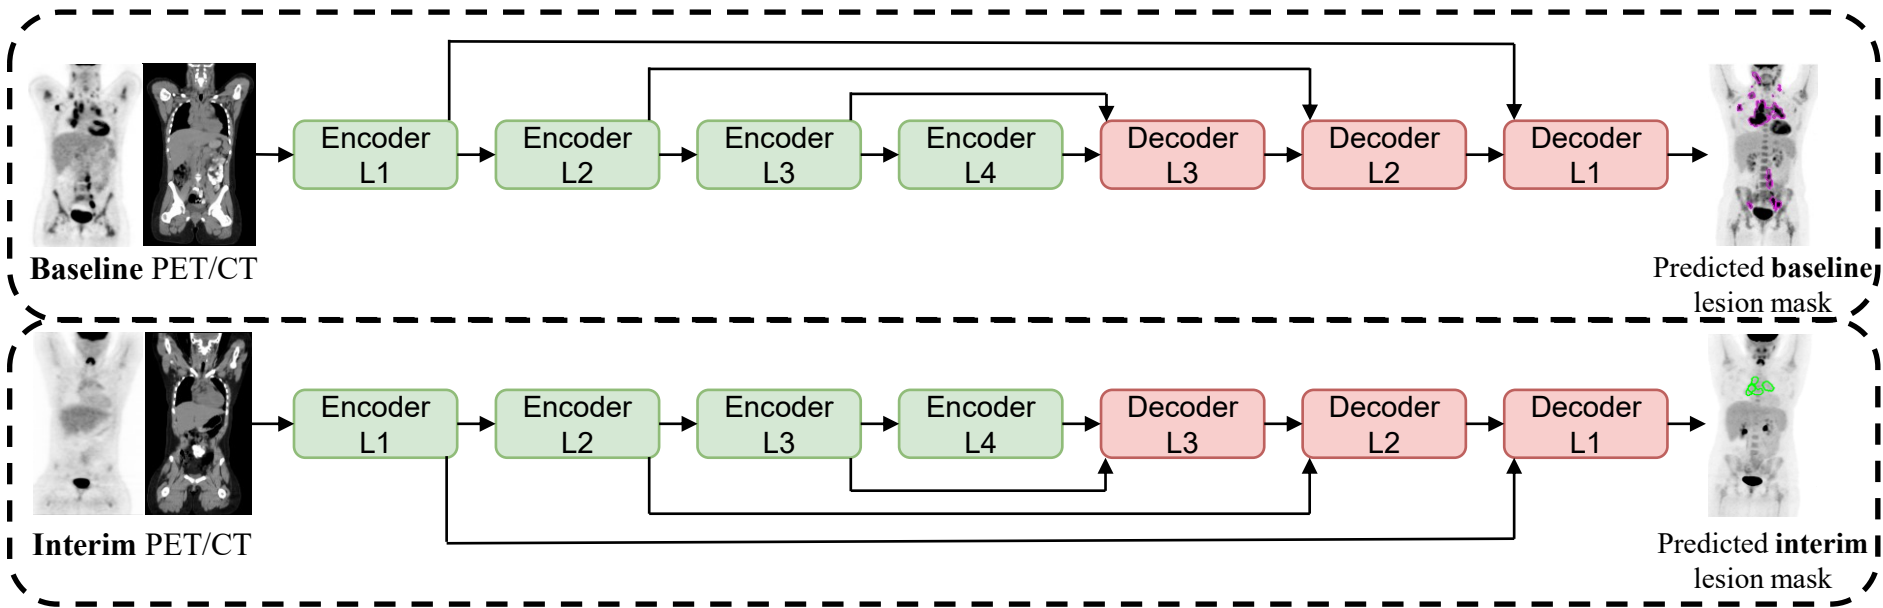 Encoder
L1
Encoder
L2
Encoder
L3
Encoder
L4
Decoder
L3
Decoder
L2
Decoder
L1
Baseline PET/CT
Predicted baseline
lesion mask
Encoder
L1
Encoder
L2
Encoder
L3
Encoder
L4
Decoder
L3
Decoder
L2
Decoder
L1
Interim PET/CT
Predicted interim
lesion mask